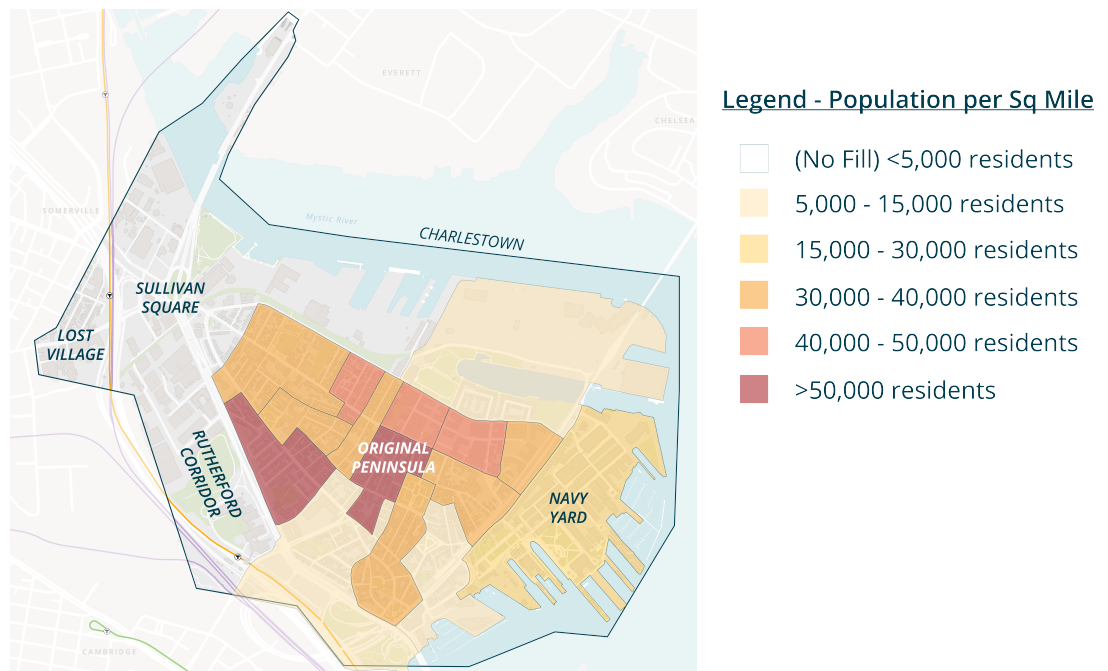 EVERETT
CHELSEA
SOMERVILLE
Mystic River
CHARLESTOWN
SULLIVAN
SQUARE
LOST
VILLAGE
RUTHERFORD
CORRIDOR
ORIGINAL
PENINSULA
NAVY
YARD
CAMBRIDGE
Legend - Population per Sq Mile
(No Fill) <5,000 residents
5,000 - 15,000 residents
15,000 - 30,000 residents
30,000 - 40,000 residents
40,000 - 50,000 residents
>50,000 residents